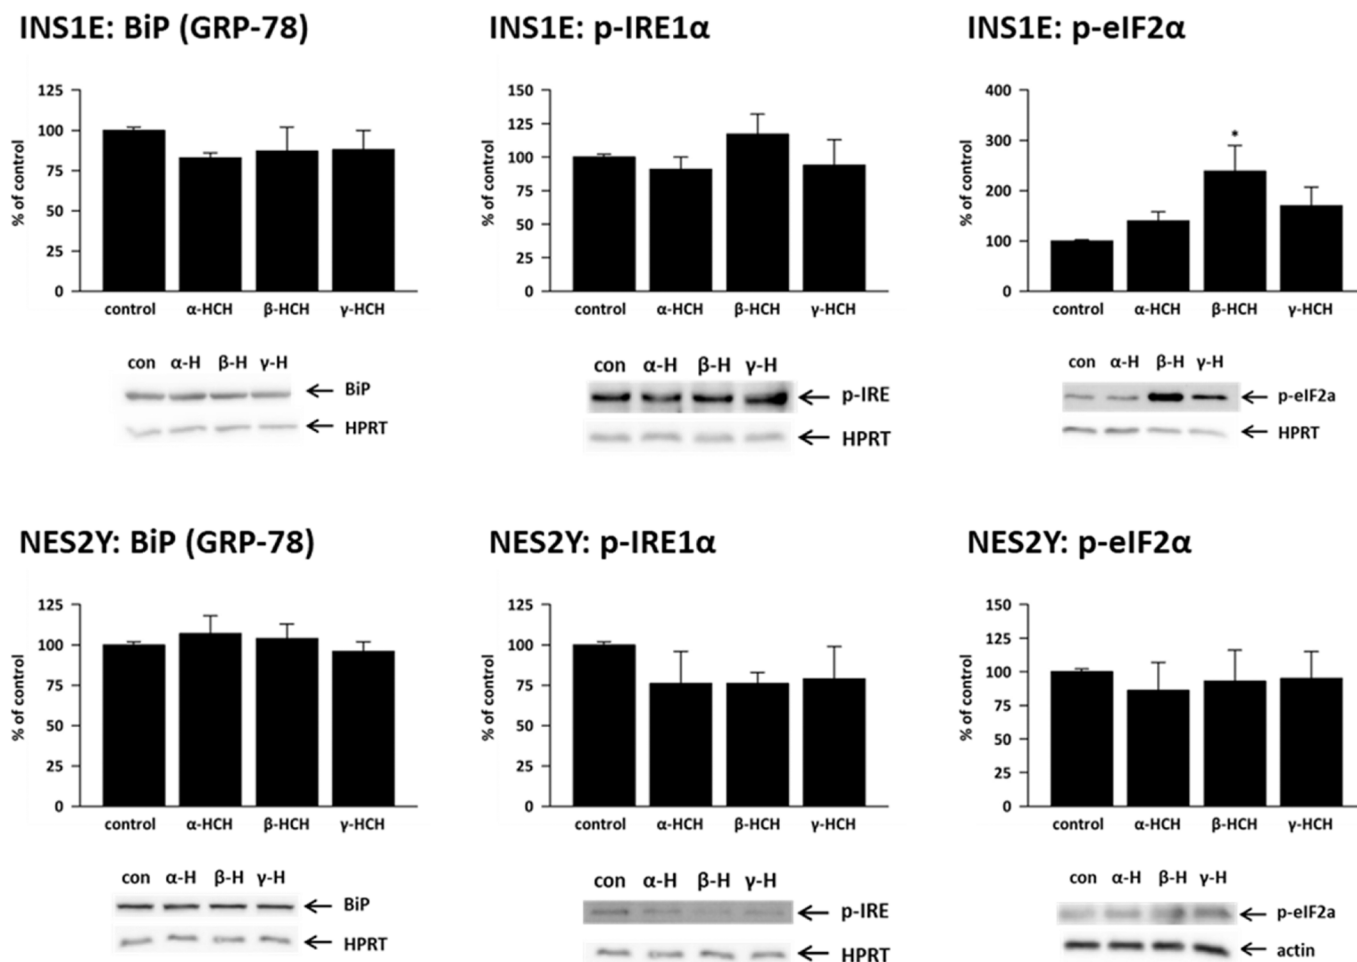 INS1E: BiP (GRP-78)
125
100
75
50
25
0
% of control
control α-HCH β-HCH γ-HCH
con α-H β-H γ-H
BiP
HPRT
INS1E: p-IRE1α
150
125
100
75
50
25
0
% of control
control α-HCH β-HCH γ-HCH
con α-H β-H γ-H
p-IRE
HPRT
INS1E: p-eIF2α
400
300
200
100
0
% of control
*
control α-HCH β-HCH γ-HCH
con α-H β-H γ-H
p-eIF2a
HPRT
NES2Y: BiP (GRP-78)
125
100
75
50
25
0
% of control
control α-HCH β-HCH γ-HCH
con α-H β-H γ-H
BiP
HPRT
NES2Y: p-IRE1α
125
100
75
50
25
0
% of control
control α-HCH β-HCH γ-HCH
con α-H β-H γ-H
p-IRE
HPRT
NES2Y: p-eIF2α
150
125
100
75
50
25
0
% of control
control α-HCH β-HCH γ-HCH
con α-H β-H γ-H
p-eIF2a
actin